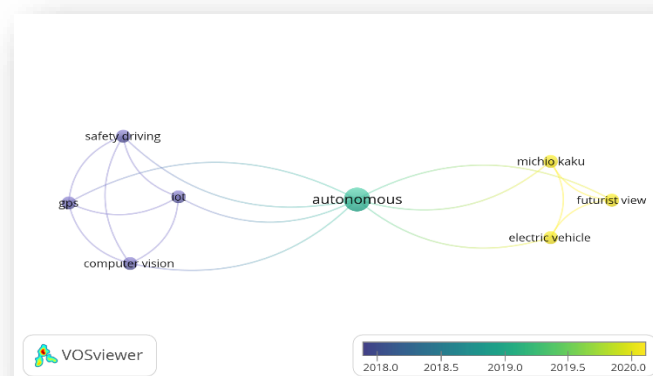 safety driving
michio kaku
gps
iot
autonomous
futurist view
computer vision
electric vehicle
VOSviewer
2018.0 2018.5 2019.0 2019.5 2020.0